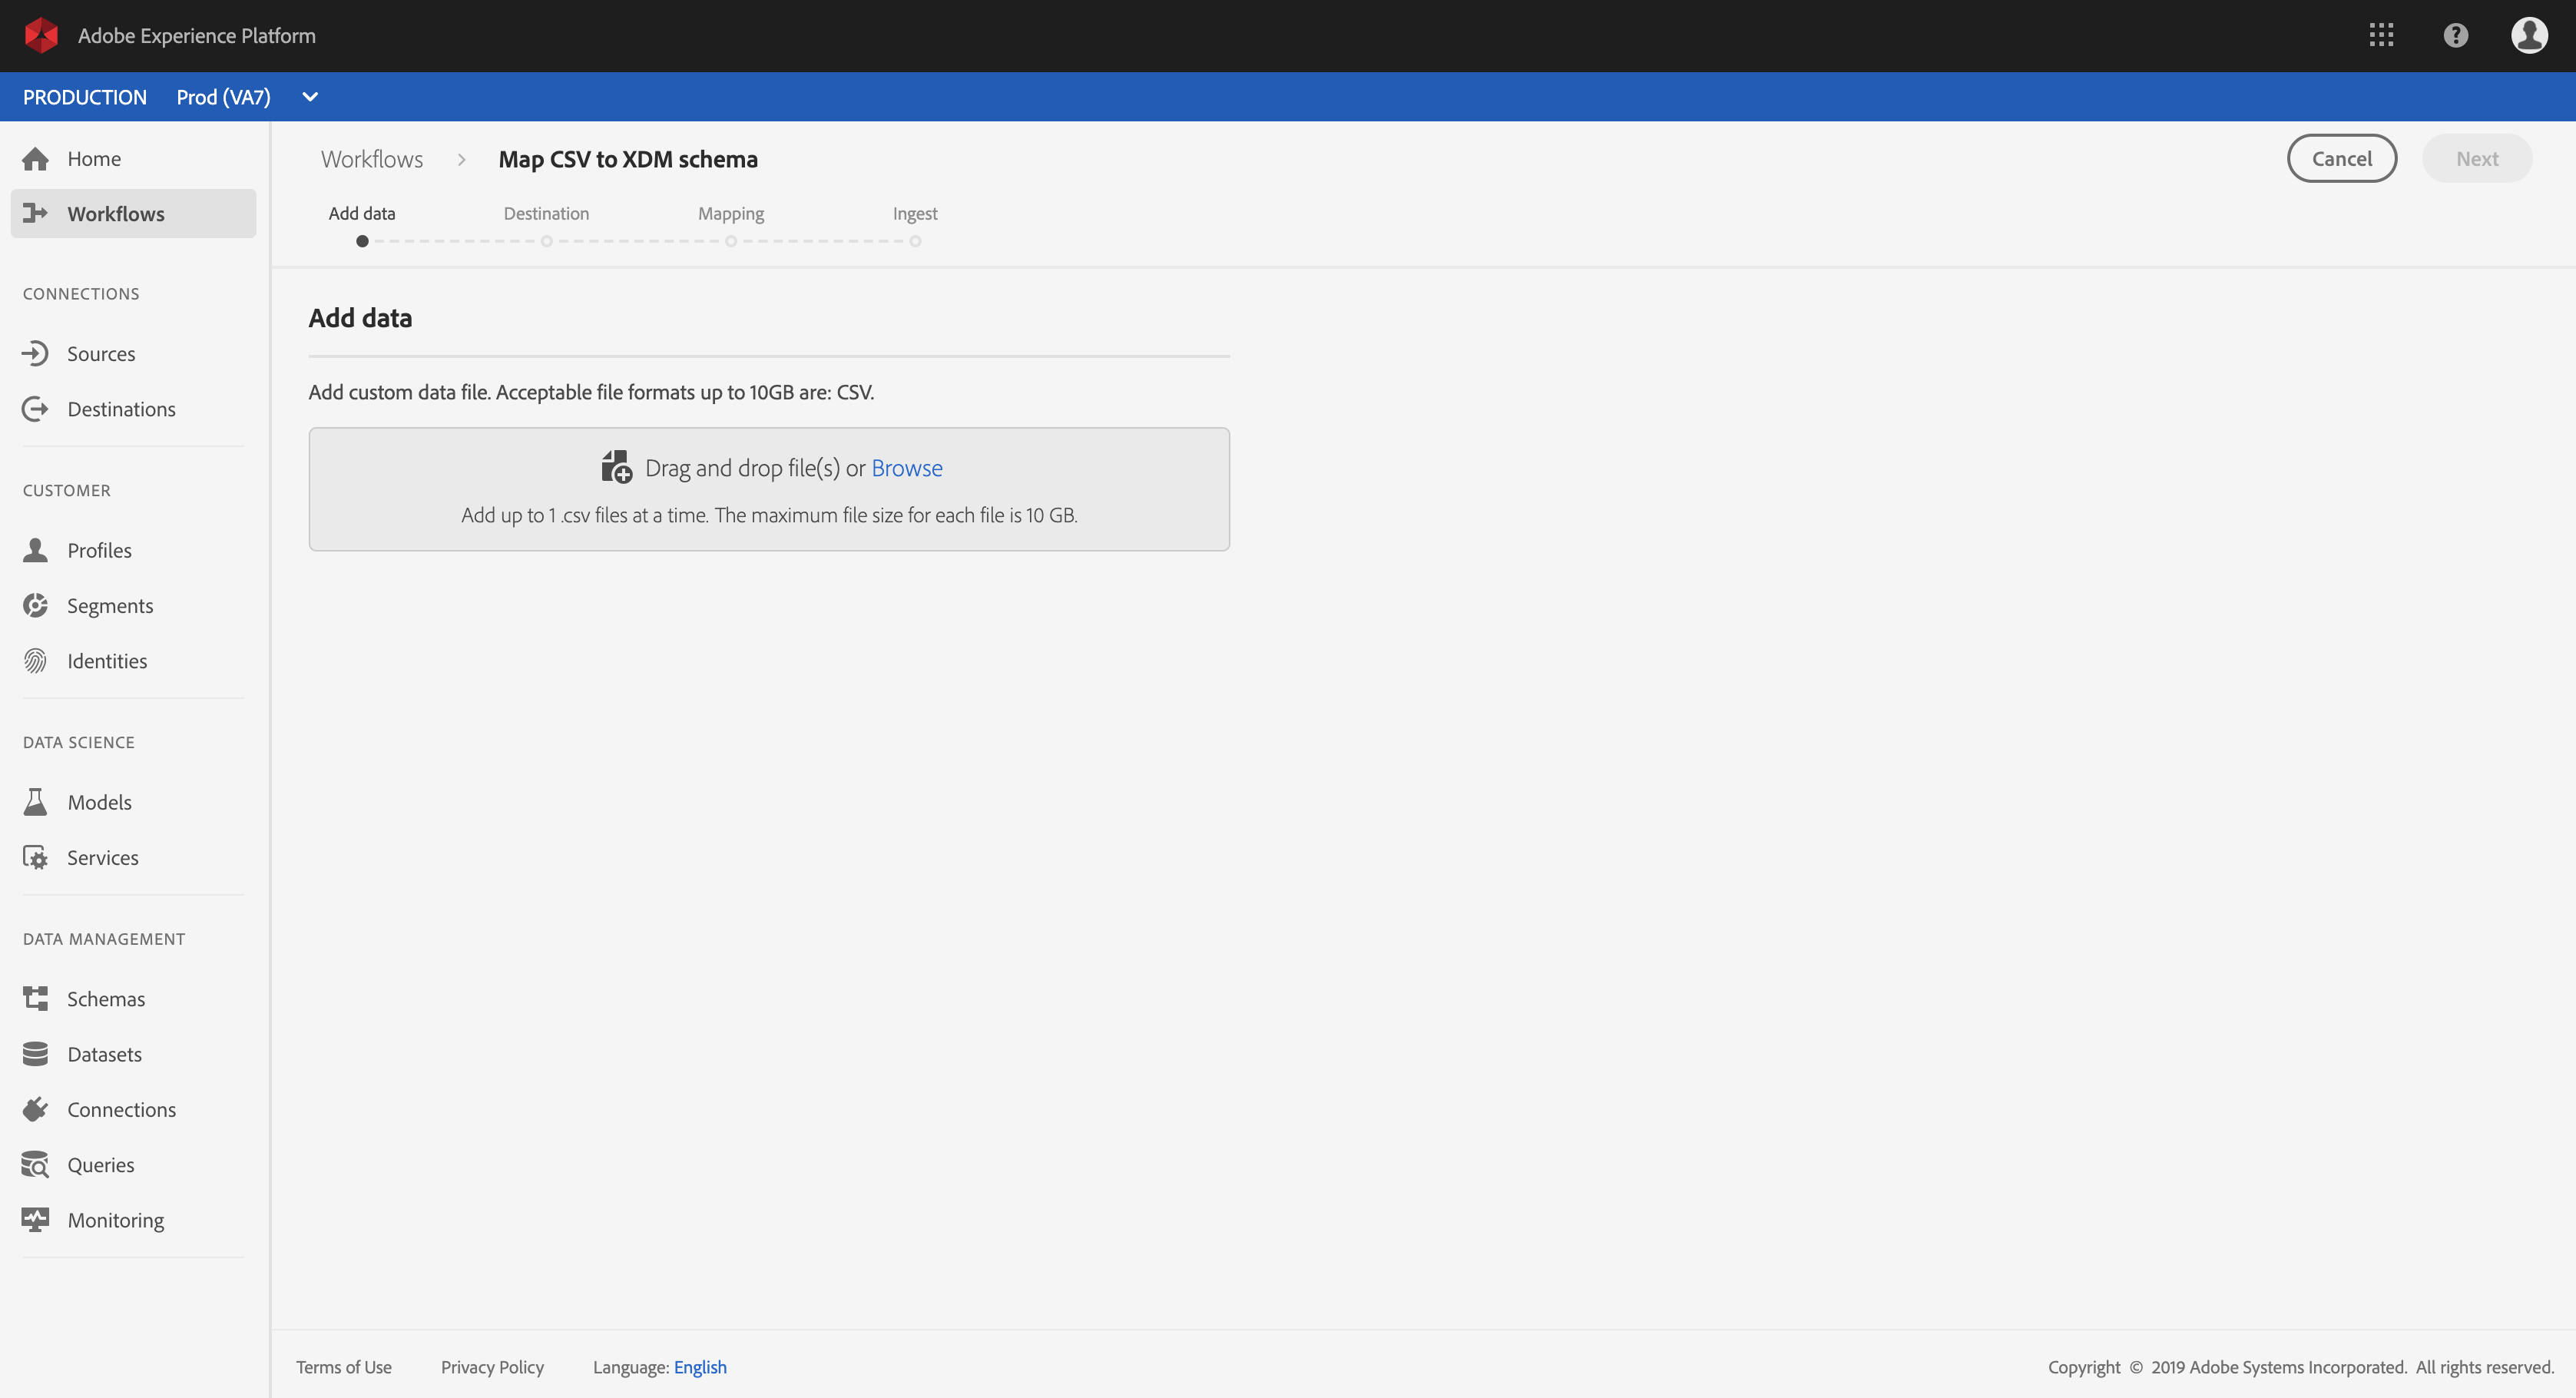 Adobe Experience Platform
PRODUCTION Prod (VA7)
Home
Workflows
CONNECTIONS
Sources
Destinations
CUSTOMER
Profiles
Segments
Identities
DATA SCIENCE
Models
Services
DATA MANAGEMENT
Schemas
Datasets
Connections
Queries
Monitoring
Workflows Map CSV to XDM schema
Cancel Next
Add data Destination Mapping Ingest
Add data
Add custom data file. Acceptable file formats up to 10GB are: CSV.
Drag and drop file(s) or Browse
Add up to 1 .csv files at a time. The maximum file size for each file is 10 GB.
Terms of Use Privacy Policy Language: English Copyright © 2019 Adobe Systems Incorporated. All rights reserved.